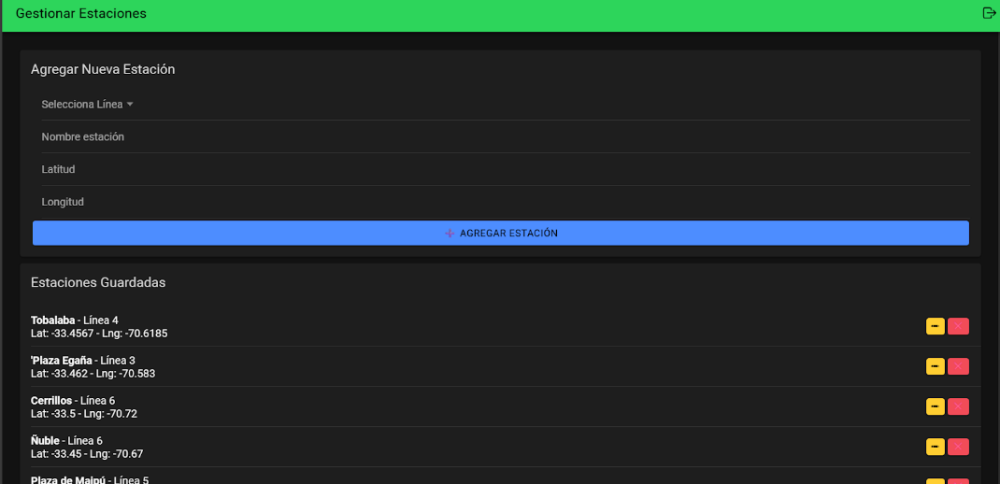 Gestionar Estaciones
Agregar Nueva Estación
Selecciona Línea
Nombre estación
Latitud
Longitud
AGREGAR ESTACIÓN
Estaciones Guardadas
Tobalaba - Línea 4
Lat: -33.4567 - Lng: -70.6185
'Plaza Egaña - Línea 3
Lat: -33.462 - Lng: -70.583
Cerrillos - Línea 6
Lat: -33.5 - Lng: -70.72
Ñuble - Línea 6
Lat: -33.45 - Lng: -70.67
Plaza de Maipú - Línea 5